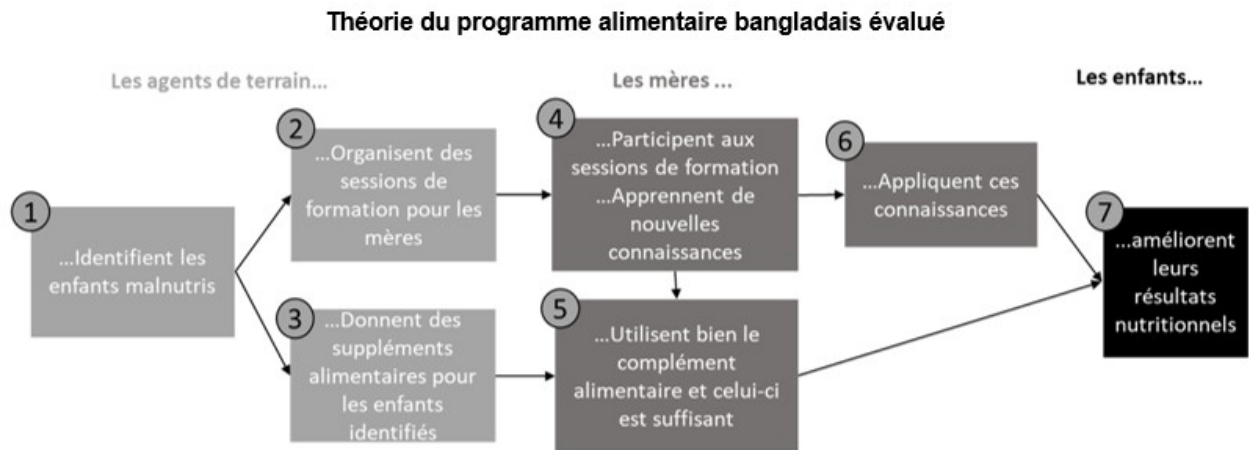 Théorie du programme alimentaire bangladais évalué
Les agents de terrain...
Les mères ...
Les enfants...
1
...Identifient les
enfants malnutris
2
...Organisent des
sessions de
formation pour les
mères
3
...Donnent des
suppléments
alimentaires pour
les enfants
identifiés
4
...Participent aux
sessions de formation
...Apprennent de
nouvelles
connaissances
5
...Utilisent bien le
complément
alimentaire et celui-ci
est suffisant
6
...Appliquent ces
connaissances
7
...améliorent
leurs
résultats
nutritionnels